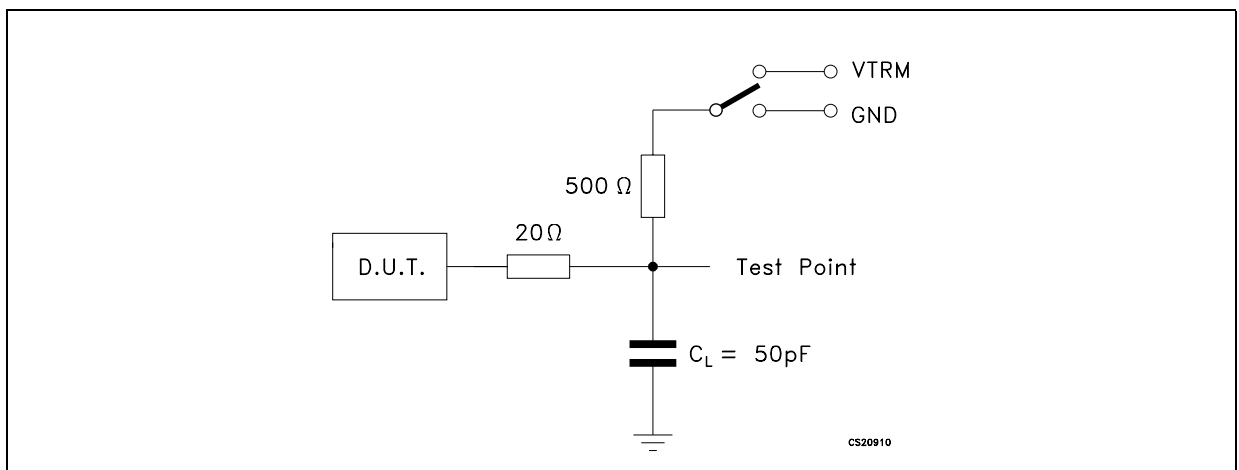 VTRM
GND
500 Ω
20Ω
D.U.T.
Test Point
C_L = 50pF
CS20910